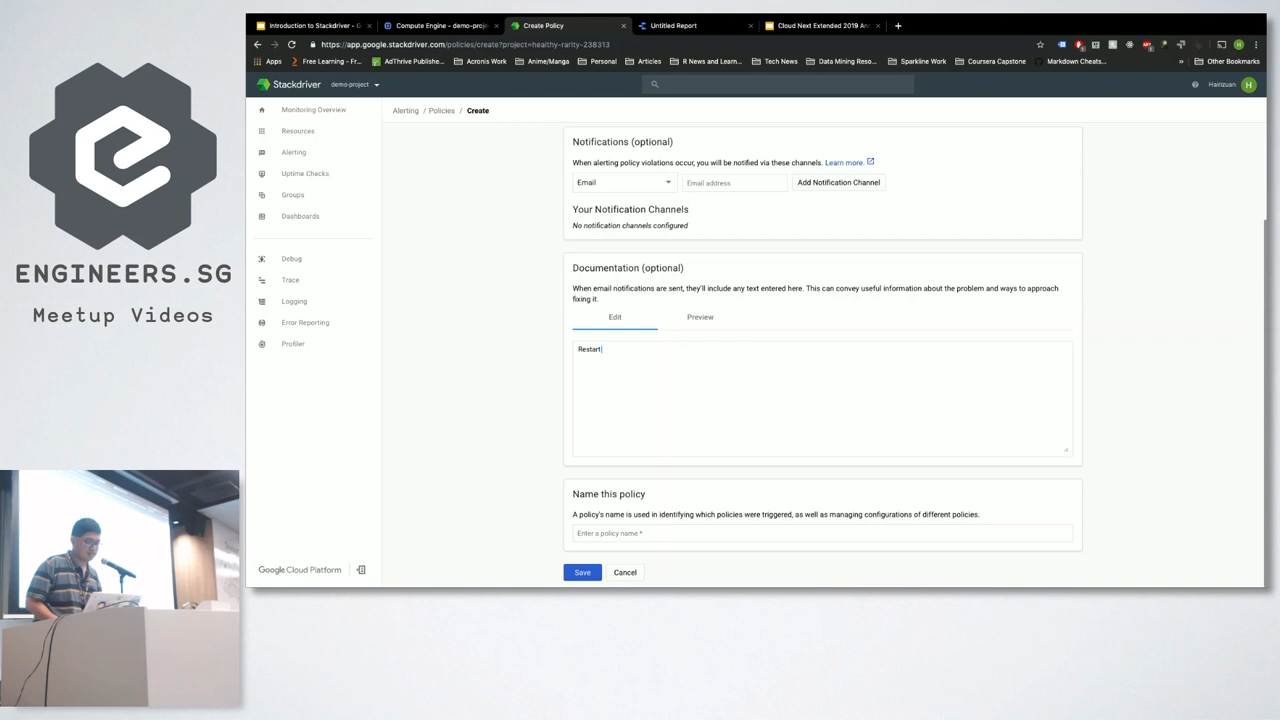 ENGINEERS.SG
Meetup Videos
Introduction to Stackdriver - G
Compute Engine - demo-proje
Create Policy
Untitled Report
Cloud Next Extended 2019 An
https://app.google.stackdriver.com/policies/create?project=healthy-rarity-238313
Apps
Free Learning - Fr...
AdThrive Publishe...
Acronis Work
Anime/Manga
Personal
Articles
R News and Learn...
Tech News
Data Mining Reso...
Sparkline Work
Coursera Capstone
Markdown Cheats...
Other Bookmarks
Stackdriver
demo-project
Hairizuan
H
Monitoring Overview
Resources
Alerting
Uptime Checks
Groups
Dashboards
Debug
Trace
Logging
Error Reporting
Profiler
Google Cloud Platform
Alerting / Policies / Create
Notifications (optional)
When alerting policy violations occur, you will be notified via these channels. Learn more.
Email
Email address
Add Notification Channel
Your Notification Channels
No notification channels configured
Documentation (optional)
When email notifications are sent, they'll include any text entered here. This can convey useful information about the problem and ways to approach
fixing it.
Edit
Preview
Restart
Name this policy
A policy's name is used in identifying which policies were triggered, as well as managing configurations of different policies.
Enter a policy name *
Save
Cancel